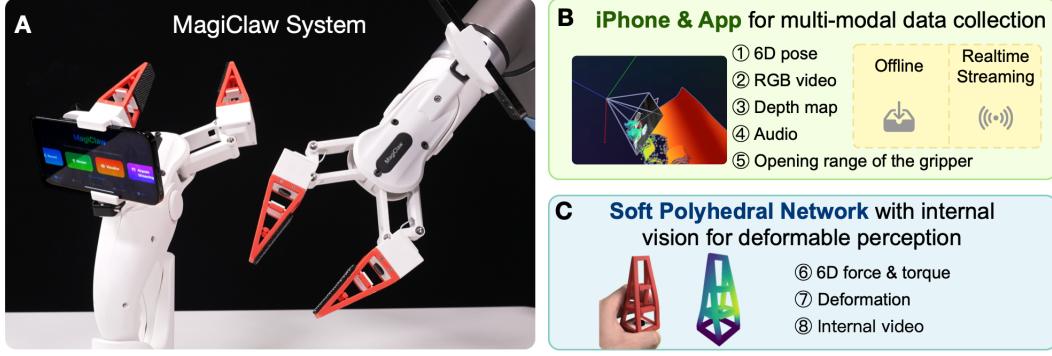 A
MagiClaw System
MagiClaw
MagiClaw
B
iPhone & App for multi-modal data collection
① 6D pose
② RGB video
③ Depth map
④ Audio
⑤ Opening range of the gripper
Offline
Realtime
Streaming
C
Soft Polyhedral Network with internal
vision for deformable perception
⑥ 6D force & torque
⑦ Deformation
⑧ Internal video